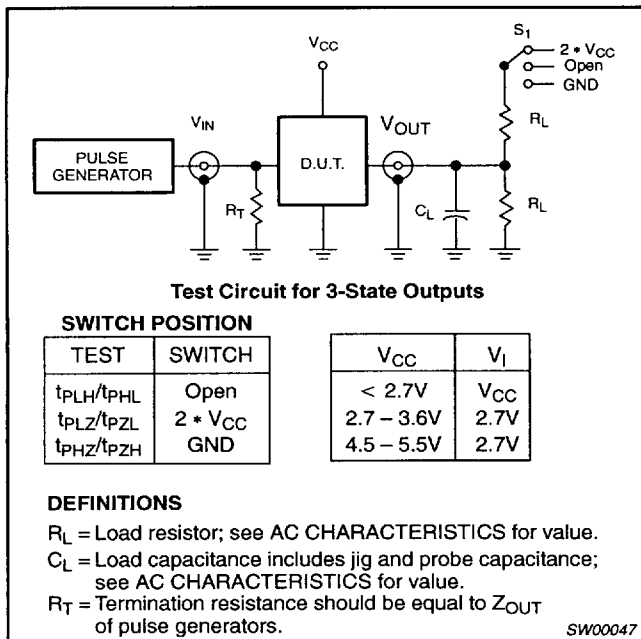 S1
2 * VCC
Open
GND
VCC
VIN
VOUT
RL
PULSE GENERATOR
D.U.T.
RT
CL
RL
Test Circuit for 3-State Outputs
SWITCH POSITION
TEST SWITCH
tPLH/tPHL Open
tPLZ/tPZL 2 * VCC
tPHZ/tPZH GND
VCC VI
< 2.7V VCC
2.7 – 3.6V 2.7V
4.5 – 5.5V 2.7V
DEFINITIONS
RL = Load resistor; see AC CHARACTERISTICS for value.
CL = Load capacitance includes jig and probe capacitance;
see AC CHARACTERISTICS for value.
RT = Termination resistance should be equal to ZOUT
of pulse generators.
SW00047